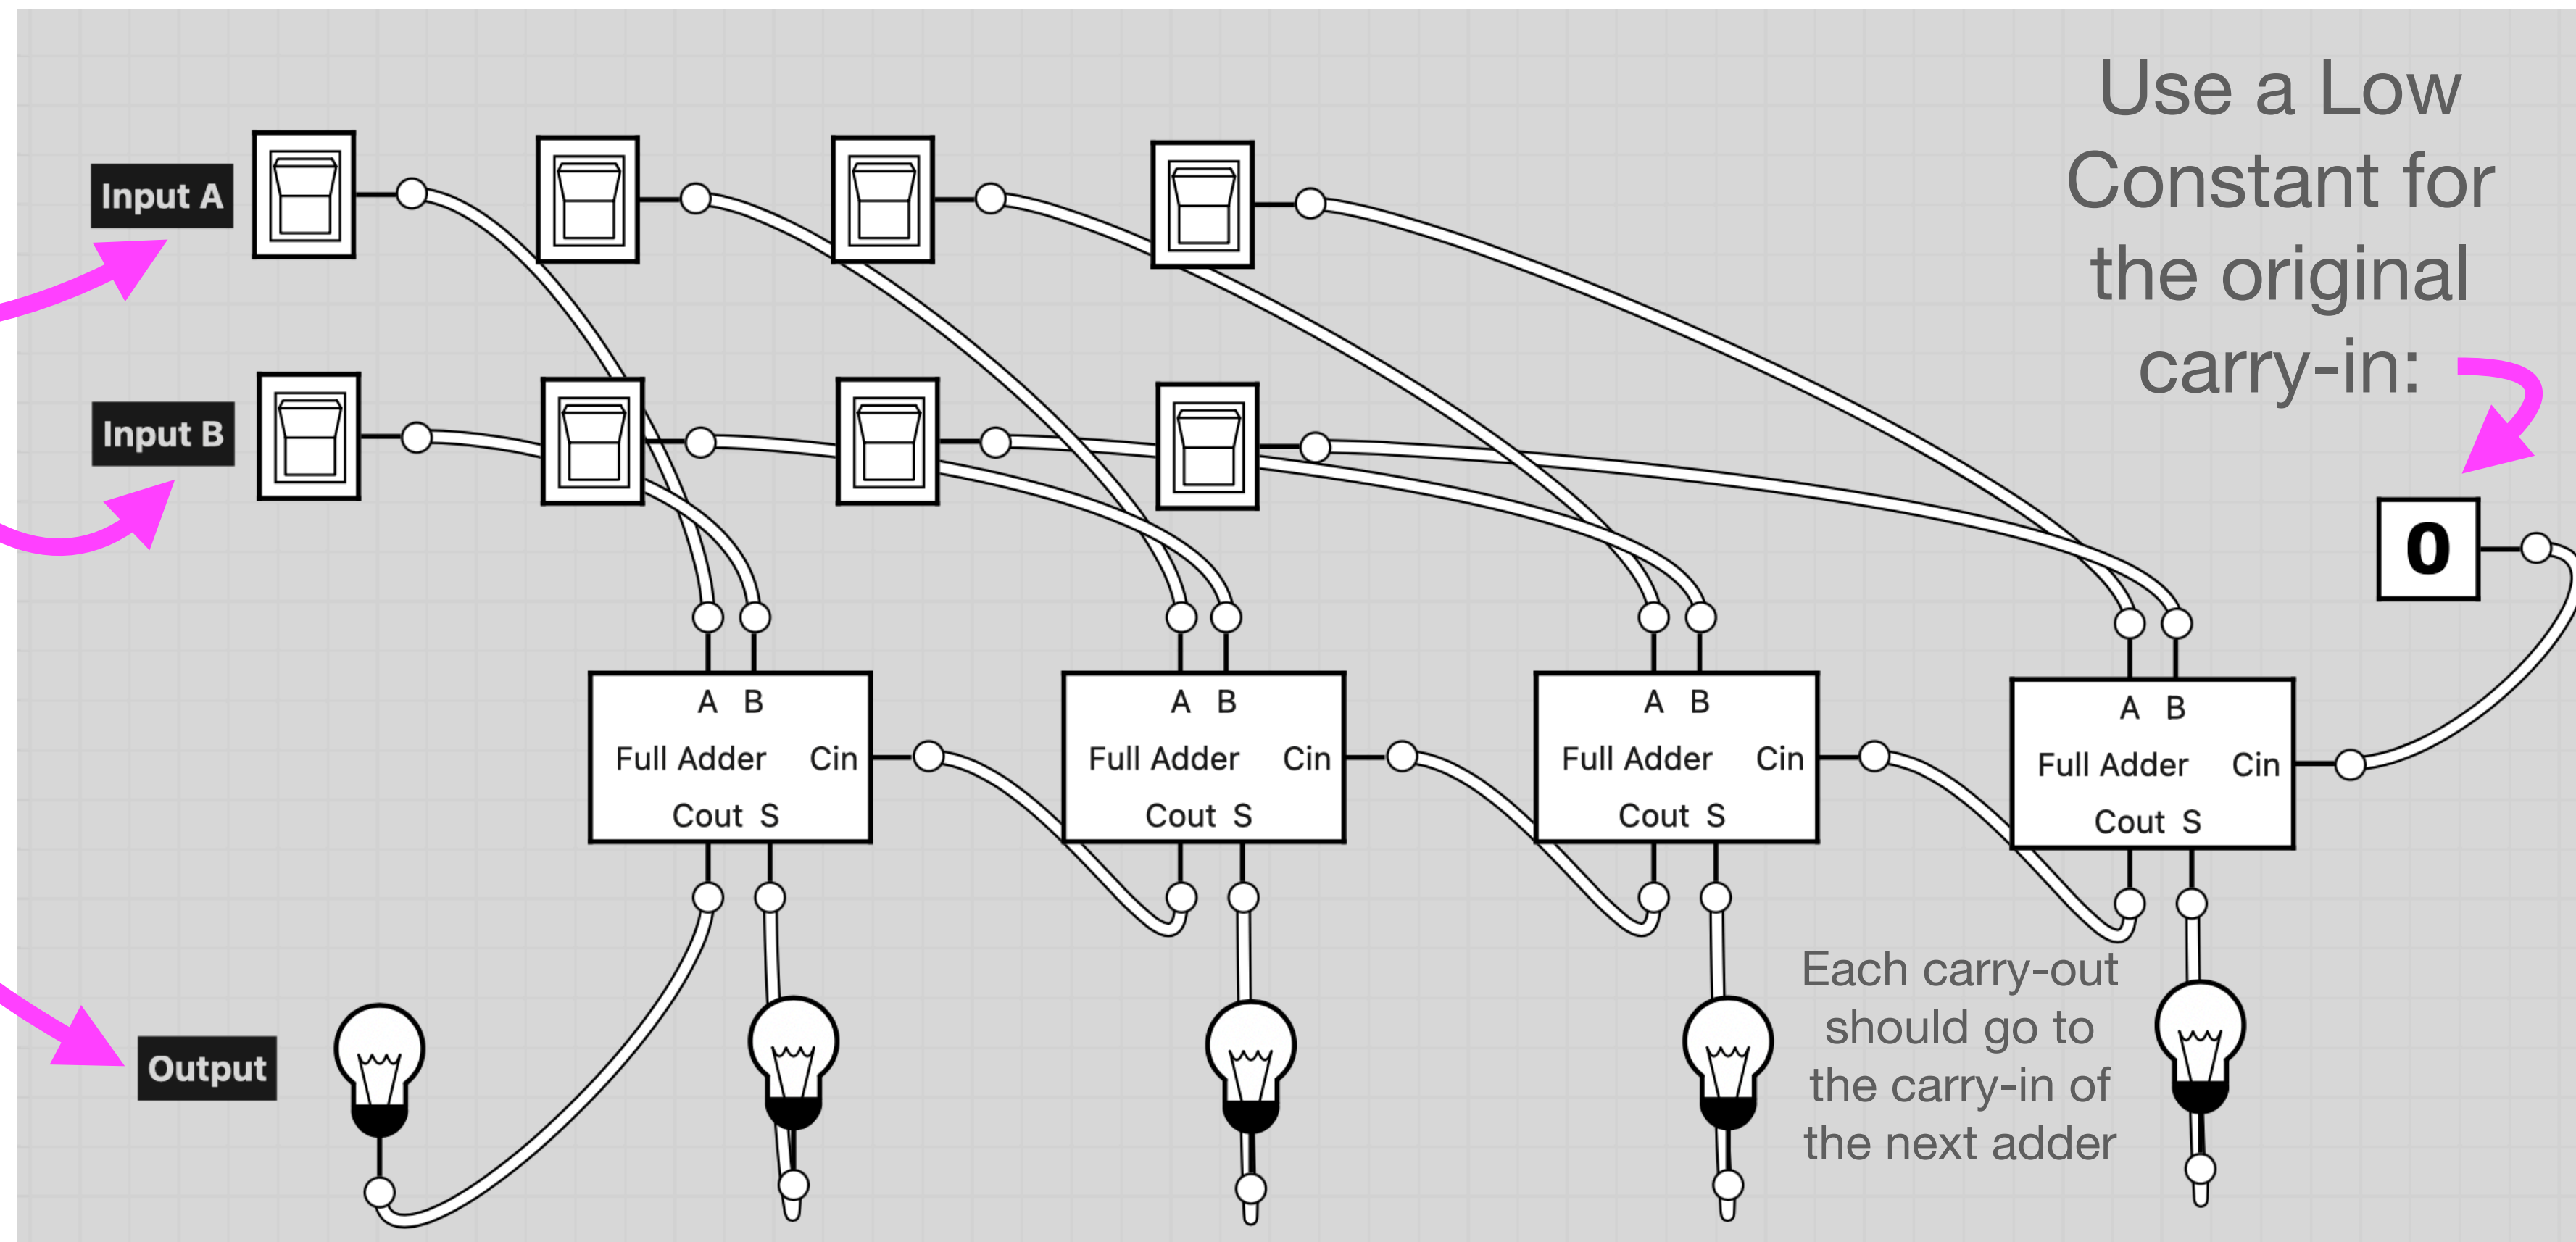 Use a Low
Constant for
the original
carry-in:
Input A
Input B
0
A B
Full Adder Cin
Cout S
A B
Full Adder Cin
Cout S
A B
Full Adder Cin
Cout S
A B
Full Adder Cin
Cout S
Each carry-out
should go to
the carry-in of
the next adder
Output